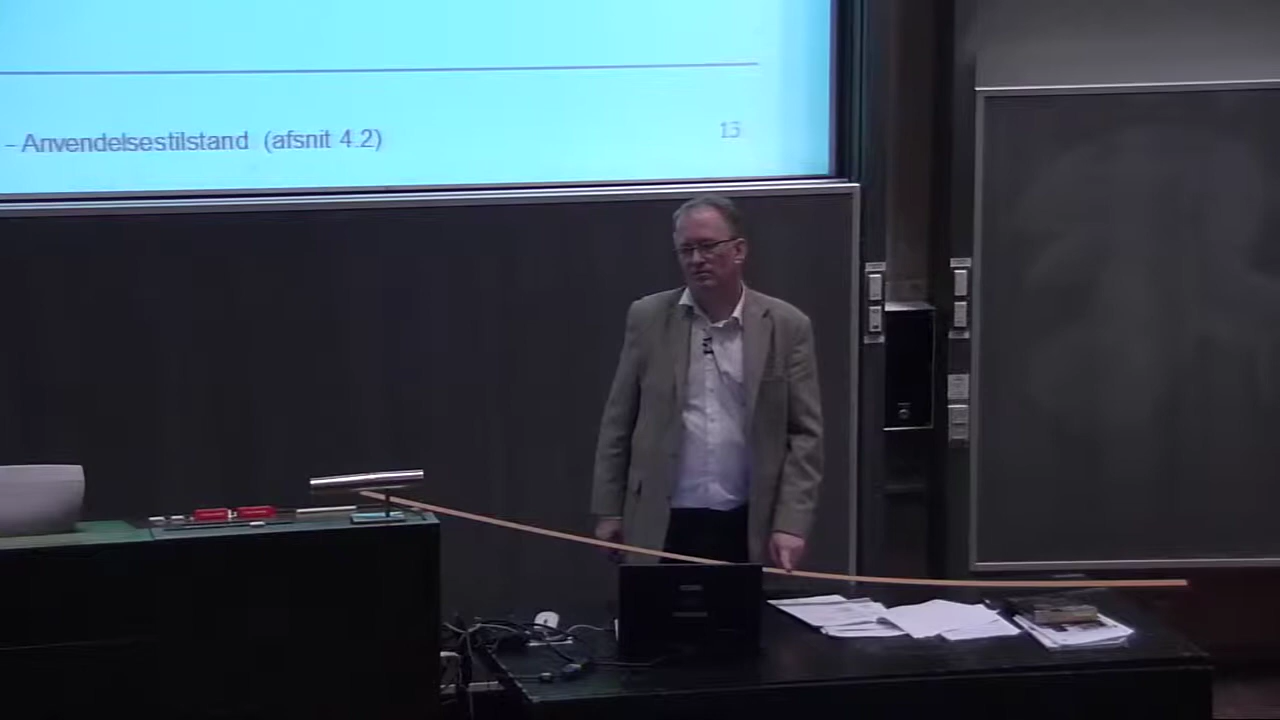 – Anvendelsestilstand (afsnit 4.2)
13